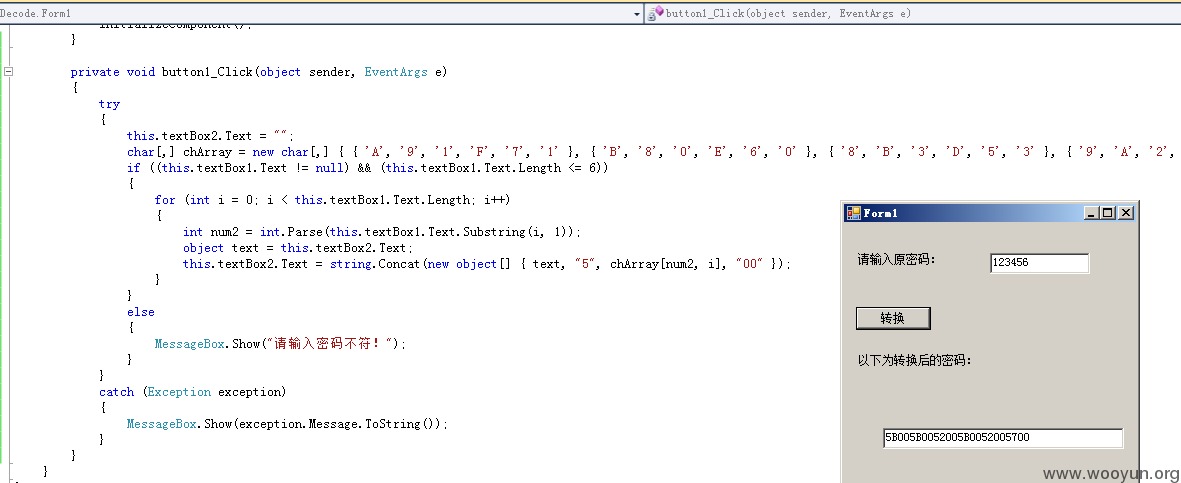 Decode.Form1
button1_Click(object sender, EventArgs e)
InitializeComponent();
}
private void button1_Click(object sender, EventArgs e)
{
try
{
this.textBox2.Text = "";
char[,] chArray = new char[,] { { 'A', '9', '1', 'F', '7', '1' }, { 'B', '8', '0', 'E', '6', '0' }, { '8', 'B', '3', 'D', '5', '3' }, { '9', 'A', '2',
if ((this.textBox1.Text != null) && (this.textBox1.Text.Length <= 6))
{
for (int i = 0; i < this.textBox1.Text.Length; i++)
{
int num2 = int.Parse(this.textBox1.Text.Substring(i, 1));
object text = this.textBox2.Text;
this.textBox2.Text = string.Concat(new object[] { text, "5", chArray[num2, i], "00" });
}
}
else
{
MessageBox.Show("请输入密码不符！");
}
}
catch (Exception exception)
{
MessageBox.Show(exception.Message.ToString());
}
}
}
Form1
请输入原密码：
123456
转换
以下为转换后的密码：
5B005B0052005B0052005700
www.wooyun.org